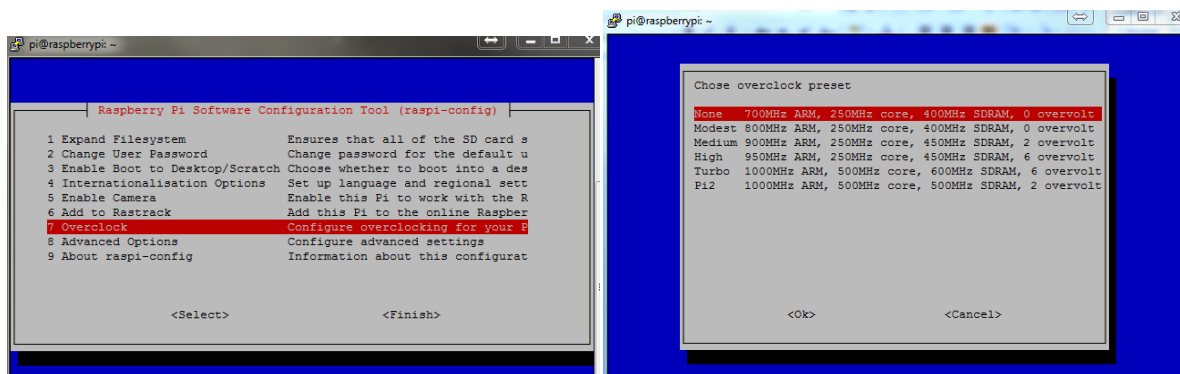 pi@raspberrypi: ~
Raspberry Pi Software Configuration Tool (raspi-config)
1 Expand Filesystem Ensures that all of the SD card s
2 Change User Password Change password for the default u
3 Enable Boot to Desktop/Scratch Choose whether to boot into a des
4 Internationalisation Options Set up language and regional sett
5 Enable Camera Enable this Pi to work with the R
6 Add to Rastrack Add this Pi to the online Raspber
7 Overclock Configure overclocking for your P
8 Advanced Options Configure advanced settings
9 About raspi-config Information about this configurat
<Select> <Finish>
pi@raspberrypi: ~
Chose overclock preset
None 700MHz ARM, 250MHz core, 400MHz SDRAM, 0 overvolt
Modest 800MHz ARM, 250MHz core, 400MHz SDRAM, 0 overvolt
Medium 900MHz ARM, 250MHz core, 450MHz SDRAM, 2 overvolt
High 950MHz ARM, 250MHz core, 450MHz SDRAM, 6 overvolt
Turbo 1000MHz ARM, 500MHz core, 600MHz SDRAM, 6 overvolt
Pi2 1000MHz ARM, 500MHz core, 500MHz SDRAM, 2 overvolt
<Ok> <Cancel>